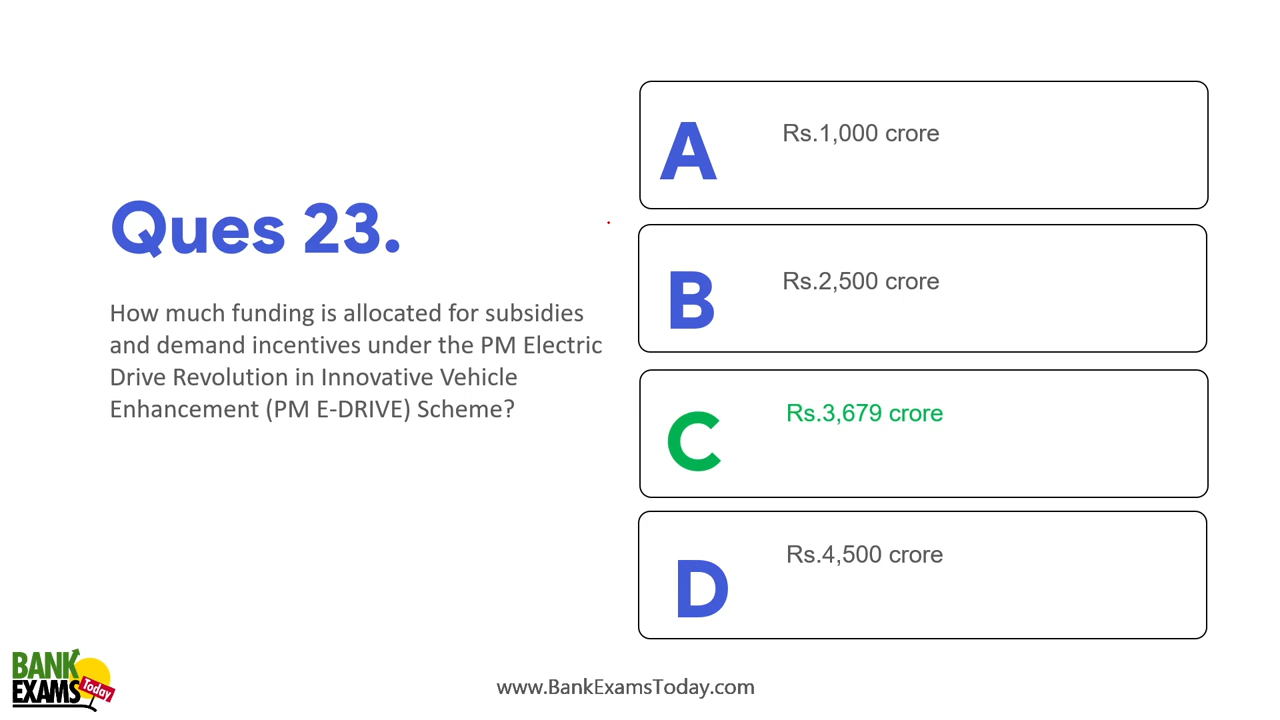 Ques 23.
How much funding is allocated for subsidies
and demand incentives under the PM Electric
Drive Revolution in Innovative Vehicle
Enhancement (PM E-DRIVE) Scheme?
A
Rs.1,000 crore
B
Rs.2,500 crore
C
Rs.3,679 crore
D
Rs.4,500 crore
BANK
EXAMS
Today
www.BankExamsToday.com